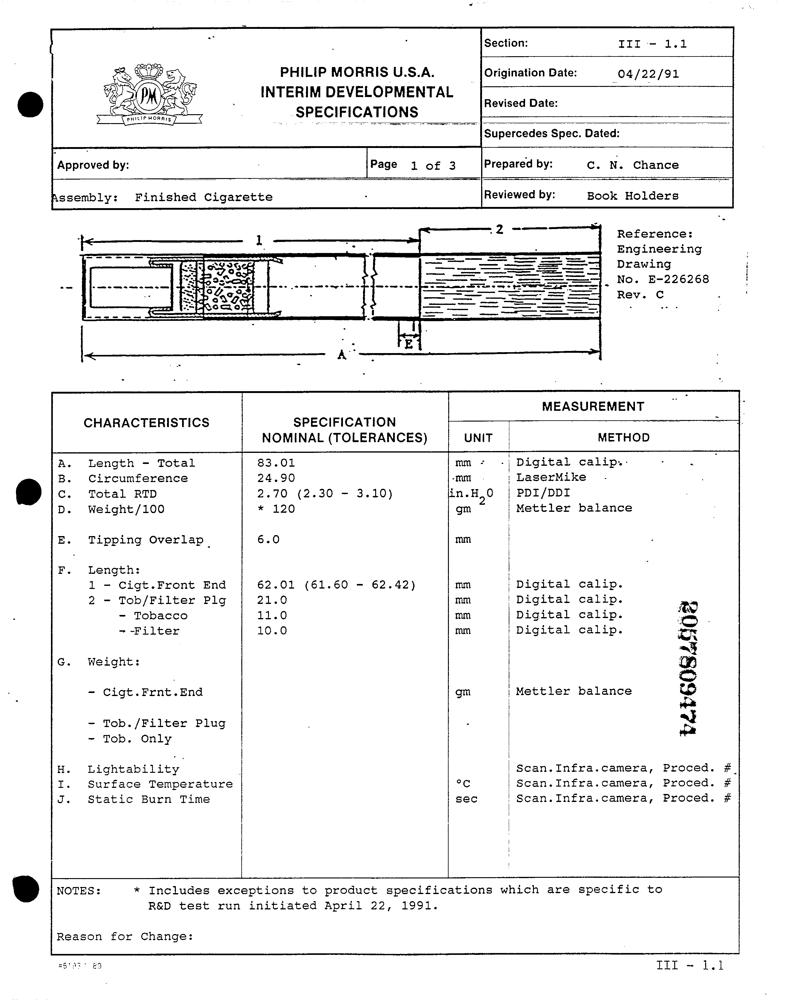 PHILIP MORRIS
PHILIP MORRIS U.S.A.
INTERIM DEVELOPMENTAL
SPECIFICATIONS
Section: III - 1.1
Origination Date: 04/22/91
Revised Date:
Supercedes Spec. Dated:
Approved by: Page 1 of 3 Prepared by: C. N. Chance
Assembly: Finished Cigarette Reviewed by: Book Holders
1 2
E
A
Reference:
Engineering
Drawing
No. E-226268
Rev. C
CHARACTERISTICS SPECIFICATION NOMINAL (TOLERANCES) MEASUREMENT
UNIT METHOD
A. Length - Total 83.01 mm Digital calip.
B. Circumference 24.90 mm LaserMike
C. Total RTD 2.70 (2.30 - 3.10) in.H2O PDI/DDI
D. Weight/100 * 120 gm Mettler balance
E. Tipping Overlap 6.0 mm
F. Length:
1 - Cigt.Front End 62.01 (61.60 - 62.42) mm Digital calip.
2 - Tob/Filter Plg 21.0 mm Digital calip.
- Tobacco 11.0 mm Digital calip.
- -Filter 10.0 mm Digital calip.
G. Weight:
- Cigt.Frnt.End gm Mettler balance
- Tob./Filter Plug
- Tob. Only
H. Lightability Scan.Infra.camera, Proced. #
I. Surface Temperature °C Scan.Infra.camera, Proced. #
J. Static Burn Time sec Scan.Infra.camera, Proced. #
2057809474
NOTES: * Includes exceptions to product specifications which are specific to
R&D test run initiated April 22, 1991.
Reason for Change:
III - 1.1